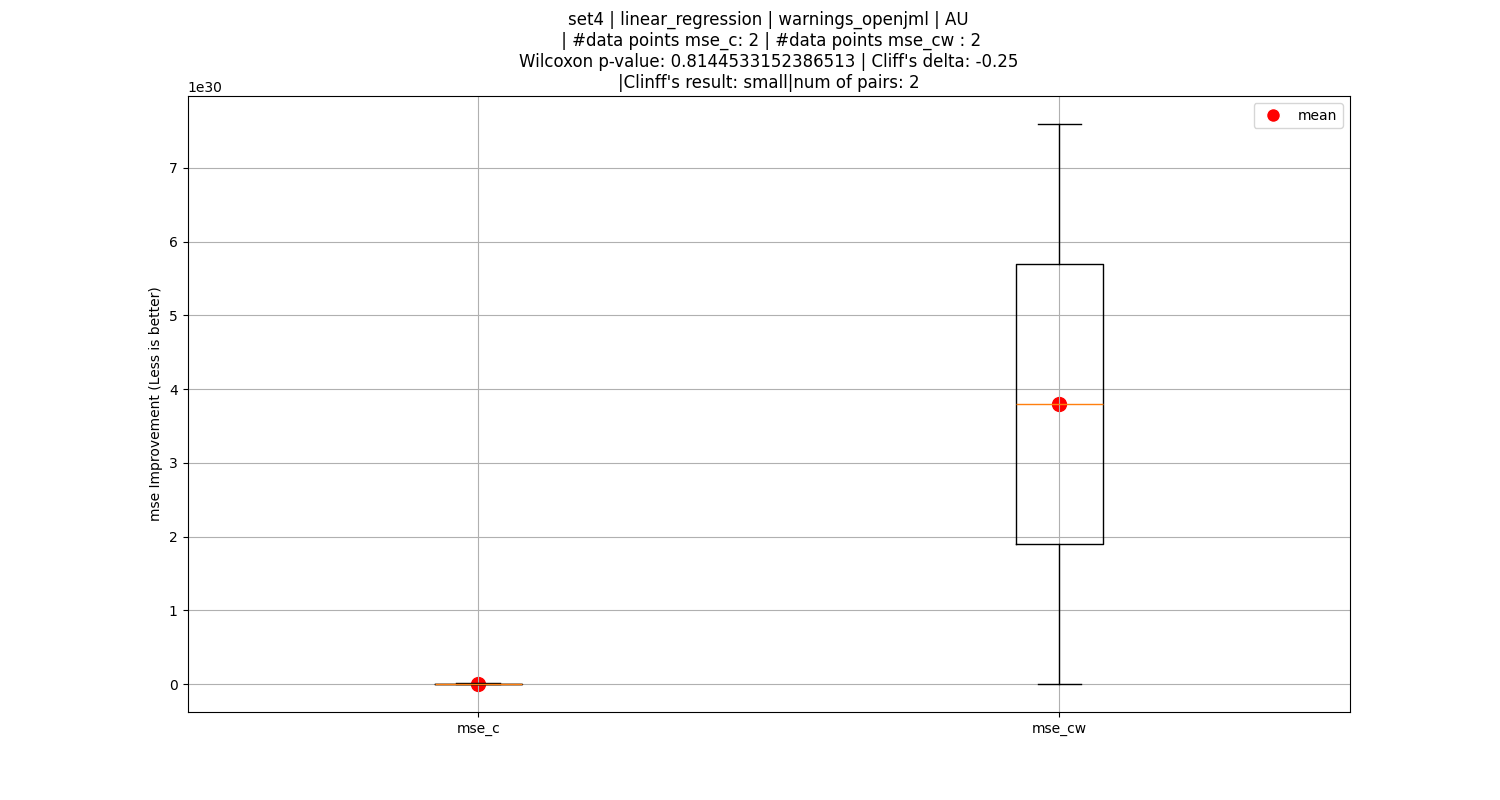 set4 | linear_regression | warnings_openjml | AU
| #data points mse_c: 2 | #data points mse_cw : 2
Wilcoxon p-value: 0.8144533152386513 | Cliff's delta: -0.25
|Clinff's result: small|num of pairs: 2
1e30
mean
7
6
5
4
3
2
1
0
mse Improvement (Less is better)
mse_c
mse_cw